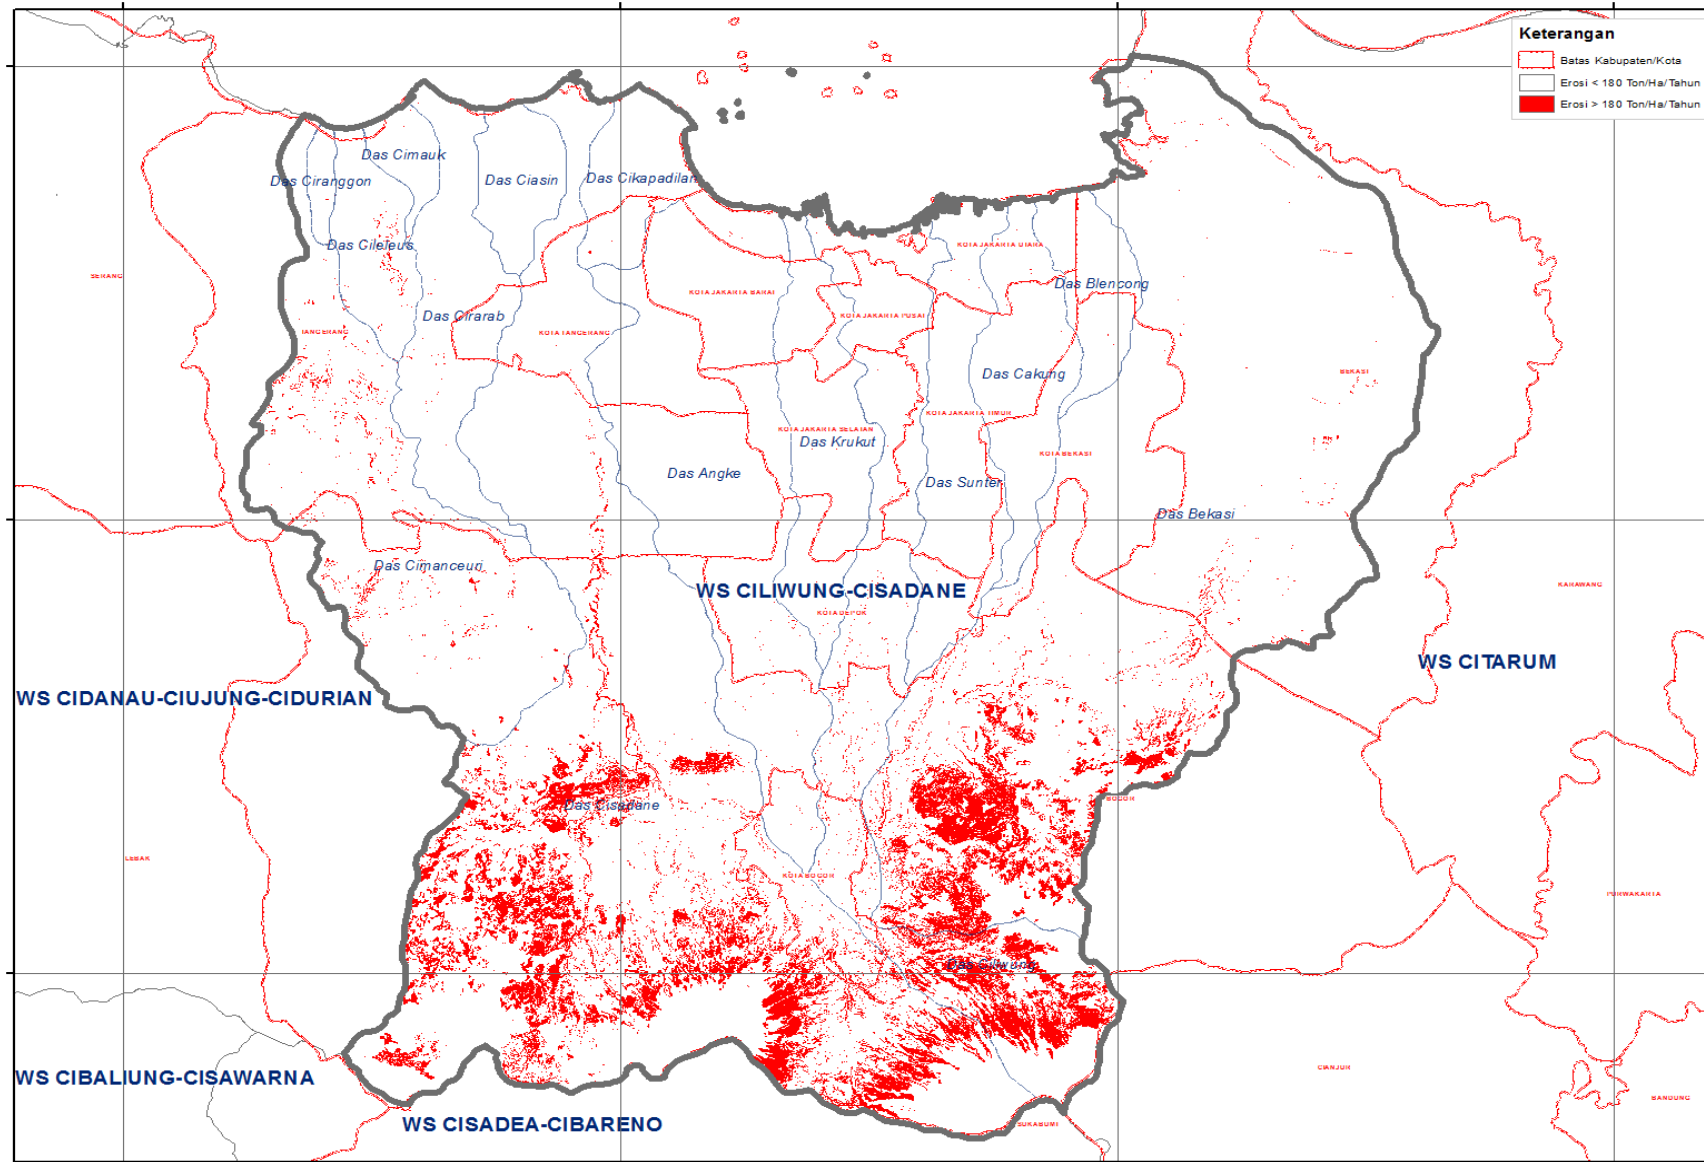 Keterangan
Batas Kabupaten/Kota
Erosi < 180 Ton/Ha/Tahun
Erosi > 180 Ton/Ha/Tahun
Das Cimauk
Das Ciranggon
Das Ciasin
Das Cikapadilan
Das Cileleus
KOTA JAKARTA UTARA
SERANG
Das Blencong
KOTA JAKARTA BARAT
Das Cirarab
KOTA JAKARTA PUSAT
TANGERANG
KOTA TANGERANG
Das Cakung
BEKASI
KOTA JAKARTA TIMUR
KOTA JAKARTA SELATAN
Das Krukut
KOTA BEKASI
Das Angke
Das Sunter
Das Bekasi
Das Cimanceuri
WS CILIWUNG-CISADANE
KARAWANG
KOTA DEPOK
WS CITARUM
WS CIDANAU-CIUJUNG-CIDURIAN
BOGOR
Das Cisadane
LEBAK
KOTA BOGOR
PURWAKARTA
Das Ciliwung
CIANJUR
WS CIBALIUNG-CISAWARNA
BANDUNG
WS CISADEA-CIBARENO
SUKABUMI